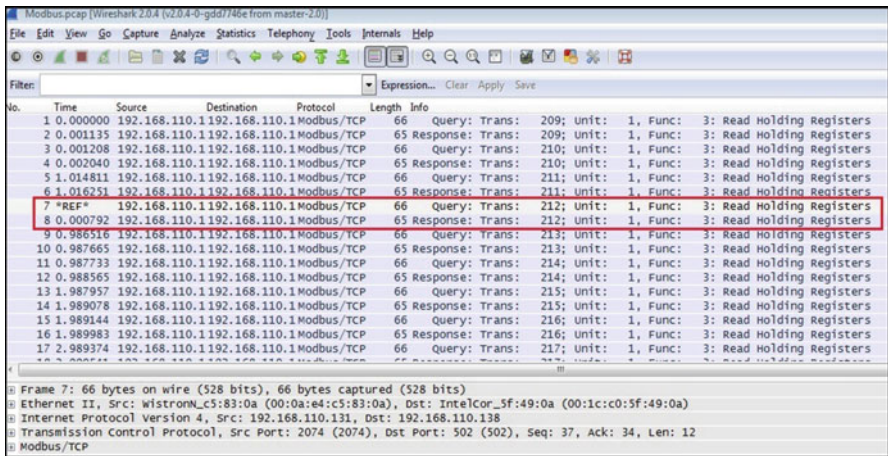 Modbus.pcap [Wireshark 2.0.4 (v2.0.4-0-gdd7746e from master-2.0)]
File Edit View Go Capture Analyze Statistics Telephony Tools Internals Help
Filter: Expression... Clear Apply Save
No. Time Source Destination Protocol Length Info
1 0.000000 192.168.110.1 192.168.110.1 Modbus/TCP 66 Query: Trans: 209; Unit: 1, Func: 3: Read Holding Registers
2 0.001135 192.168.110.1 192.168.110.1 Modbus/TCP 65 Response: Trans: 209; Unit: 1, Func: 3: Read Holding Registers
3 0.001208 192.168.110.1 192.168.110.1 Modbus/TCP 66 Query: Trans: 210; Unit: 1, Func: 3: Read Holding Registers
4 0.002040 192.168.110.1 192.168.110.1 Modbus/TCP 65 Response: Trans: 210; Unit: 1, Func: 3: Read Holding Registers
5 1.014811 192.168.110.1 192.168.110.1 Modbus/TCP 66 Query: Trans: 211; Unit: 1, Func: 3: Read Holding Registers
6 1.016251 192.168.110.1 192.168.110.1 Modbus/TCP 65 Response: Trans: 211; Unit: 1, Func: 3: Read Holding Registers
7 *REF* 192.168.110.1 192.168.110.1 Modbus/TCP 66 Query: Trans: 212; Unit: 1, Func: 3: Read Holding Registers
8 0.000792 192.168.110.1 192.168.110.1 Modbus/TCP 65 Response: Trans: 212; Unit: 1, Func: 3: Read Holding Registers
9 0.986516 192.168.110.1 192.168.110.1 Modbus/TCP 66 Query: Trans: 213; Unit: 1, Func: 3: Read Holding Registers
10 0.987665 192.168.110.1 192.168.110.1 Modbus/TCP 65 Response: Trans: 213; Unit: 1, Func: 3: Read Holding Registers
11 0.987733 192.168.110.1 192.168.110.1 Modbus/TCP 66 Query: Trans: 214; Unit: 1, Func: 3: Read Holding Registers
12 0.988565 192.168.110.1 192.168.110.1 Modbus/TCP 65 Response: Trans: 214; Unit: 1, Func: 3: Read Holding Registers
13 1.987957 192.168.110.1 192.168.110.1 Modbus/TCP 66 Query: Trans: 215; Unit: 1, Func: 3: Read Holding Registers
14 1.989078 192.168.110.1 192.168.110.1 Modbus/TCP 65 Response: Trans: 215; Unit: 1, Func: 3: Read Holding Registers
15 1.989144 192.168.110.1 192.168.110.1 Modbus/TCP 66 Query: Trans: 216; Unit: 1, Func: 3: Read Holding Registers
16 1.989983 192.168.110.1 192.168.110.1 Modbus/TCP 65 Response: Trans: 216; Unit: 1, Func: 3: Read Holding Registers
17 2.989374 192.168.110.1 192.168.110.1 Modbus/TCP 66 Query: Trans: 217; Unit: 1, Func: 3: Read Holding Registers
Frame 7: 66 bytes on wire (528 bits), 66 bytes captured (528 bits)
Ethernet II, Src: WistronN_c5:83:0a (00:0a:e4:c5:83:0a), Dst: IntelCor_5f:49:0a (00:1c:c0:5f:49:0a)
Internet Protocol Version 4, Src: 192.168.110.131, Dst: 192.168.110.138
Transmission Control Protocol, Src Port: 2074 (2074), Dst Port: 502 (502), Seq: 37, Ack: 34, Len: 12
Modbus/TCP